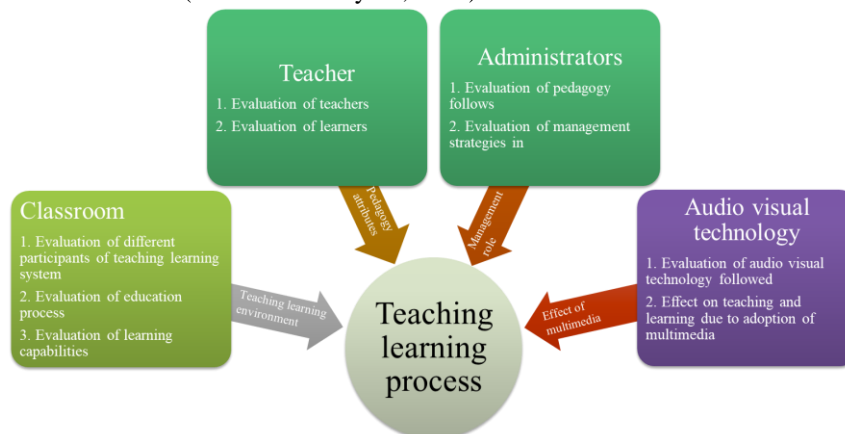 Teacher
1. Evaluation of teachers
2. Evaluation of learners
Administrators
1. Evaluation of pedagogy
follows
2. Evaluation of management
strategies in
Classroom
1. Evaluation of different
participants of teaching learning
system
2. Evaluation of education
process
3. Evaluation of learning
capabilities
Audio visual
technology
1. Evaluation of audio visual
technology followed
2. Effect on teaching and
learning due to adoption of
multimedia
Pedagogy
attributes
Management
role
Teaching learning
environment
Effect of
multimedia
Teaching
learning
process